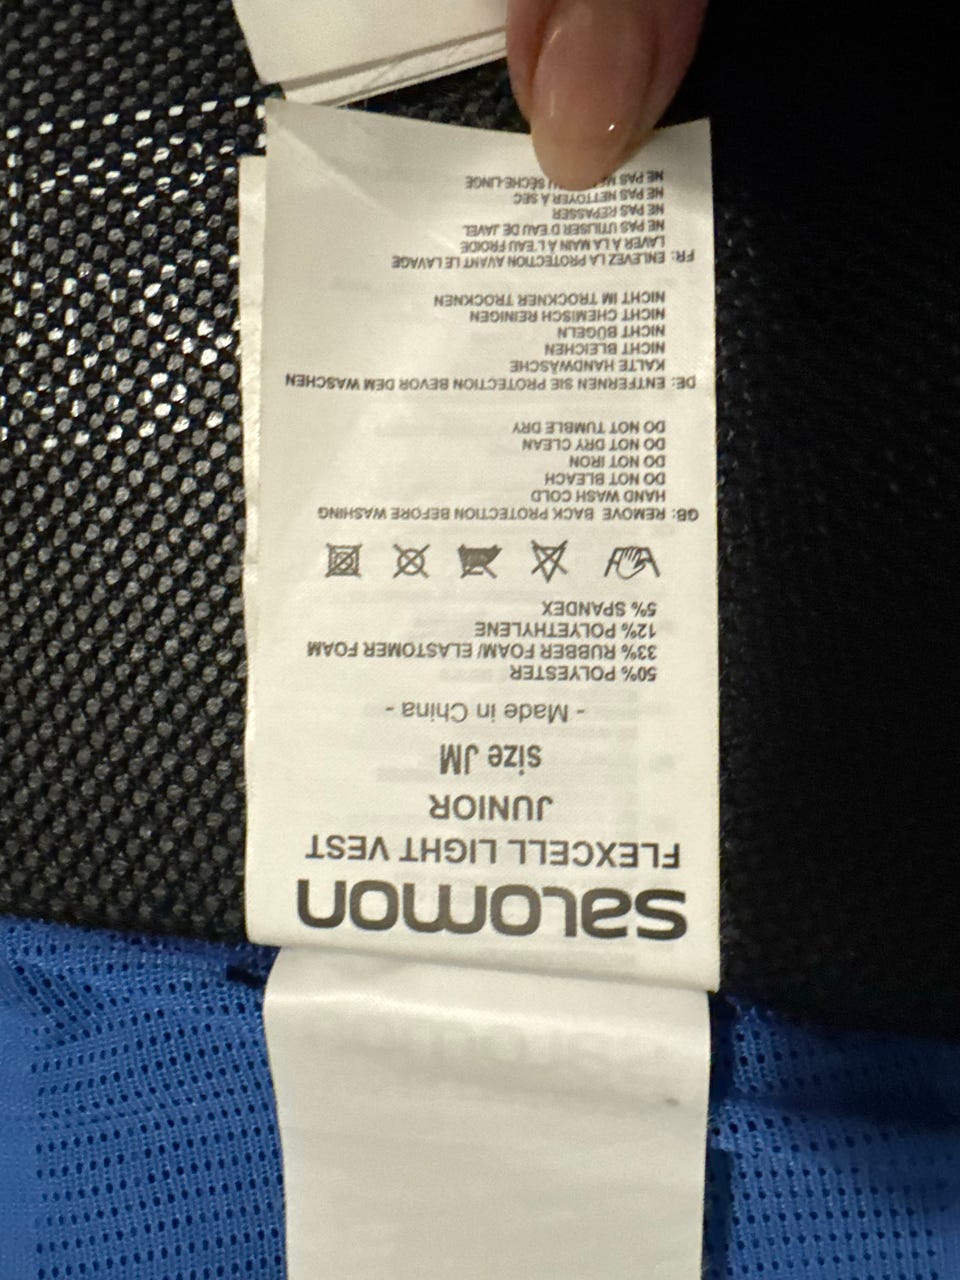 salomon
FLEXCELL LIGHT VEST
JUNIOR
size JM
- Made in China -
50% POLYESTER
33% RUBBER FOAM/ ELASTOMER FOAM
12% POLYETHYLENE
5% SPANDEX
GB: REMOVE BACK PROTECTION BEFORE WASHING
HAND WASH COLD
DO NOT BLEACH
DO NOT IRON
DO NOT DRY CLEAN
DO NOT TUMBLE DRY
DE: ENTFERNEN SIE PROTECTION BEVOR DEM WASCHEN
KALTE HANDWÄSCHE
NICHT BLEICHEN
NICHT BÜGELN
NICHT CHEMISCH REINIGEN
NICHT IM TROCKNER TROCKNEN
FR: ENLEVEZ LA PROTECTION AVANT LE LAVAGE
LAVER À LA MAIN À L'EAU FROIDE
NE PAS UTILISER D'EAU DE JAVEL
NE PAS REPASSER
NE PAS NETTOYER À SEC
NE PAS SÈCHE-LINGE